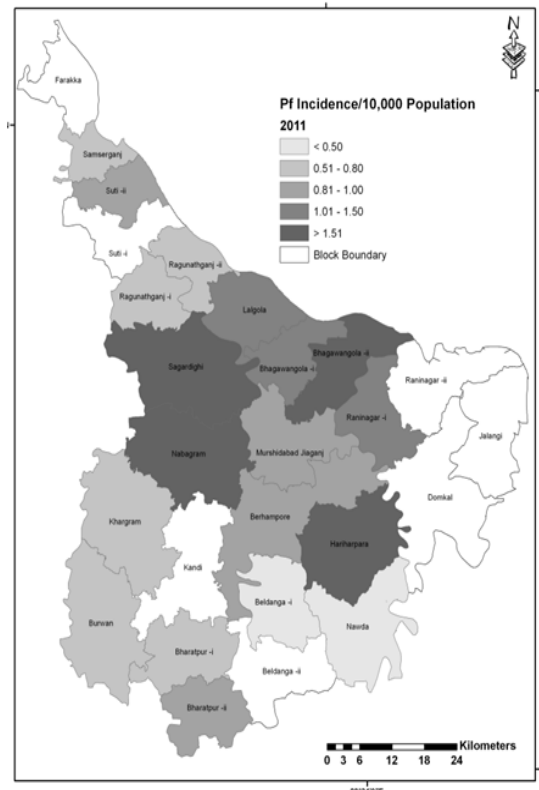 N
Farakka
Pf Incidence/10,000 Population
2011
< 0.50
0.51 - 0.80
0.81 - 1.00
1.01 - 1.50
> 1.51
Block Boundary
Samserganj
Suti -ii
Suti -i
Ragunathganj -ii
Ragunathganj -i
Lalgola
Sagardighi
Bhagawangola -i
Bhagawangola -ii
Raninagar -ii
Raninagar -i
Jalangi
Nabagram
Murshidabad Jiaganj
Domkal
Khargram
Berhampore
Hariharpara
Kandi
Beldanga -i
Burwan
Nawda
Bharatpur -i
Beldanga -ii
Bharatpur -ii
Kilometers
0 3 6 12 18 24